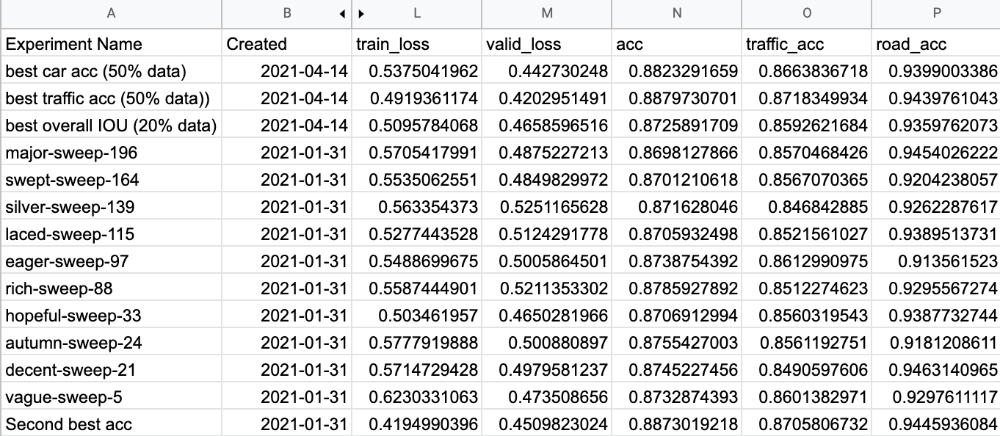 A B L M N O P
Experiment Name Created train_loss valid_loss acc traffic_acc road_acc
best car acc (50% data) 2021-04-14 0.5375041962 0.442730248 0.8823291659 0.8663836718 0.9399003386
best traffic acc (50% data)) 2021-04-14 0.4919361174 0.4202951491 0.8879730701 0.8718349934 0.9439761043
best overall IOU (20% data) 2021-04-14 0.5095784068 0.4658596516 0.8725891709 0.8592621684 0.9359762073
major-sweep-196 2021-01-31 0.5705417991 0.4875227213 0.8698127866 0.8570468426 0.9454026222
swept-sweep-164 2021-01-31 0.5535062551 0.4849829972 0.8701210618 0.8567070365 0.9204238057
silver-sweep-139 2021-01-31 0.563354373 0.5251165628 0.871628046 0.846842885 0.9262287617
laced-sweep-115 2021-01-31 0.5277443528 0.5124291778 0.8705932498 0.8521561027 0.9389513731
eager-sweep-97 2021-01-31 0.5488699675 0.5005864501 0.8738754392 0.8612990975 0.913561523
rich-sweep-88 2021-01-31 0.5587444901 0.5211353302 0.8785927892 0.8512274623 0.9295567274
hopeful-sweep-33 2021-01-31 0.503461957 0.4650281966 0.8706912994 0.8560319543 0.9387732744
autumn-sweep-24 2021-01-31 0.5777919888 0.500880897 0.8755427003 0.8561192751 0.9181208611
decent-sweep-21 2021-01-31 0.5714729428 0.4979581237 0.8745227456 0.8490597606 0.9463140965
vague-sweep-5 2021-01-31 0.6230331063 0.473508656 0.8732874393 0.8601382971 0.9297611117
Second best acc 2021-01-31 0.4194990396 0.4509823024 0.8873019218 0.8705806732 0.9445936084